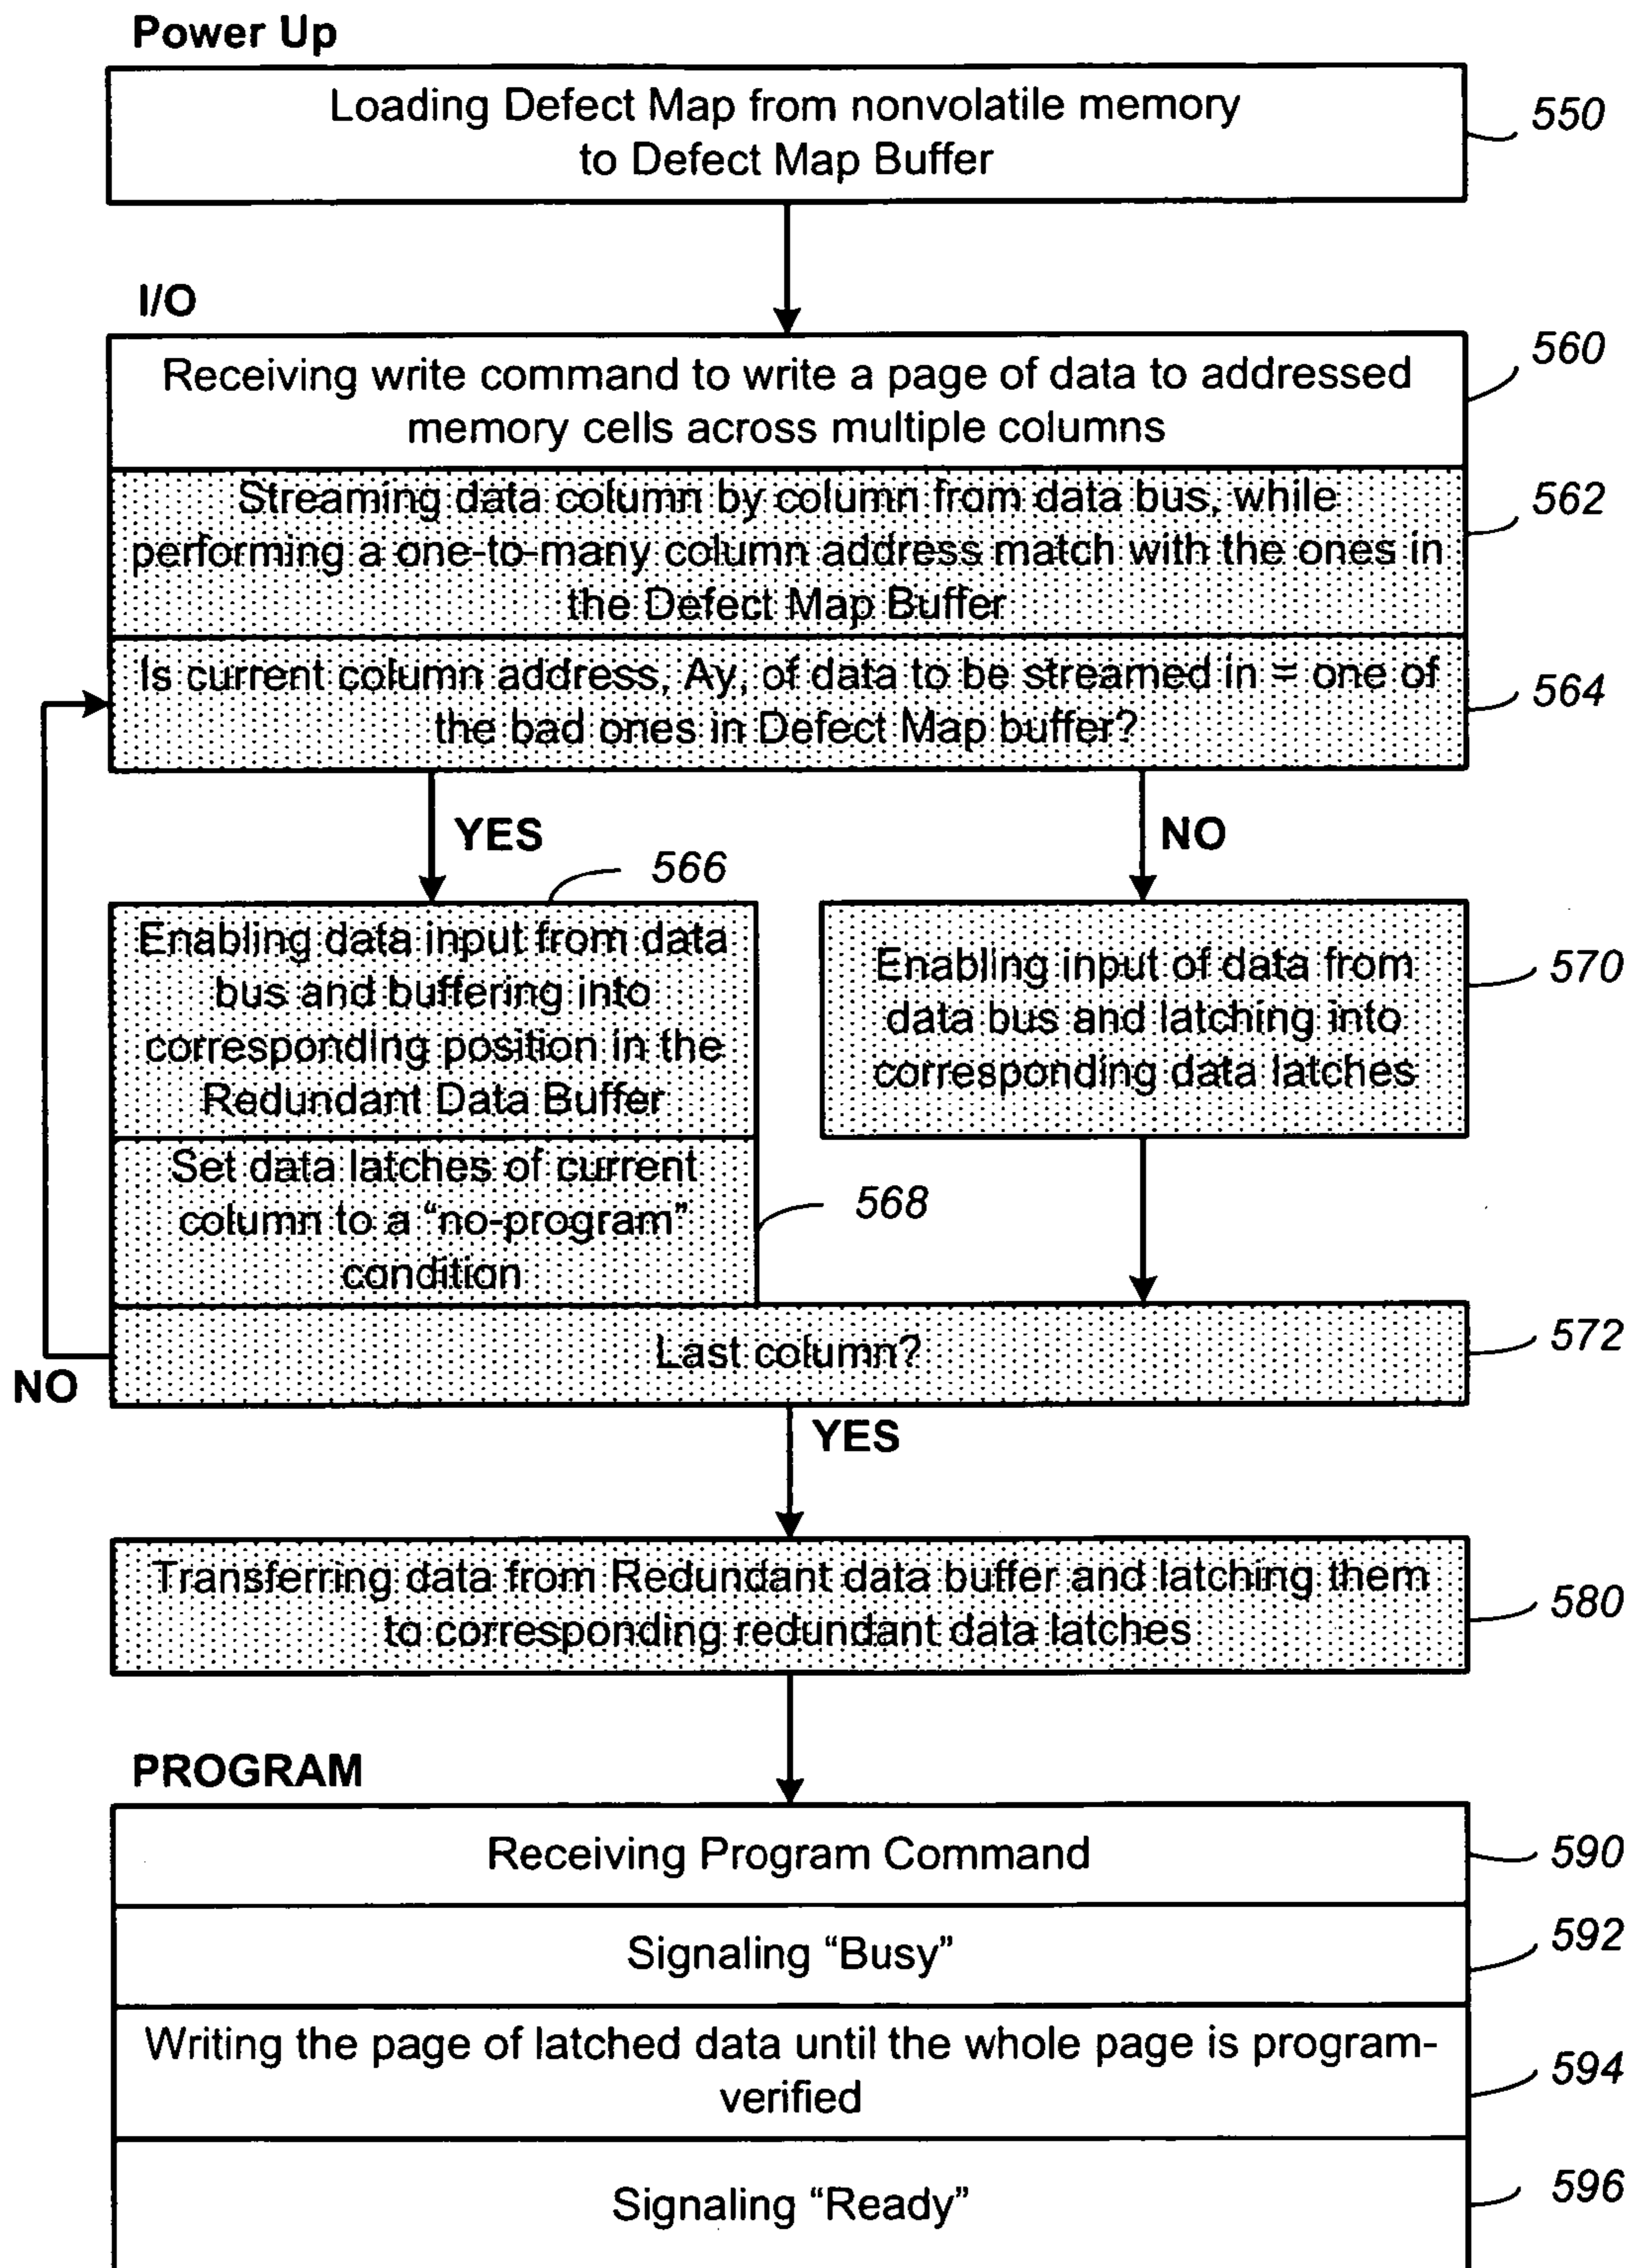 Power Up
Loading Defect Map from nonvolatile memory
to Defect Map Buffer
550
I/O
Receiving write command to write a page of data to addressed
memory cells across multiple columns
560
Streaming data column by column from data bus, while
performing a one-to-many column address match with the ones in
the Defect Map Buffer
562
Is current column address, Ay, of data to be streamed in = one of
the bad ones in Defect Map buffer?
564
YES
NO
566
Enabling data input from data
bus and buffering into
corresponding position in the
Redundant Data Buffer
Enabling input of data from
data bus and latching into
corresponding data latches
570
Set data latches of current
column to a “no-program”
condition
568
Last column?
572
NO
YES
Transferring data from Redundant data buffer and latching them
to corresponding redundant data latches
580
PROGRAM
Receiving Program Command
590
Signaling “Busy”
592
Writing the page of latched data until the whole page is program-
verified
594
Signaling “Ready”
596